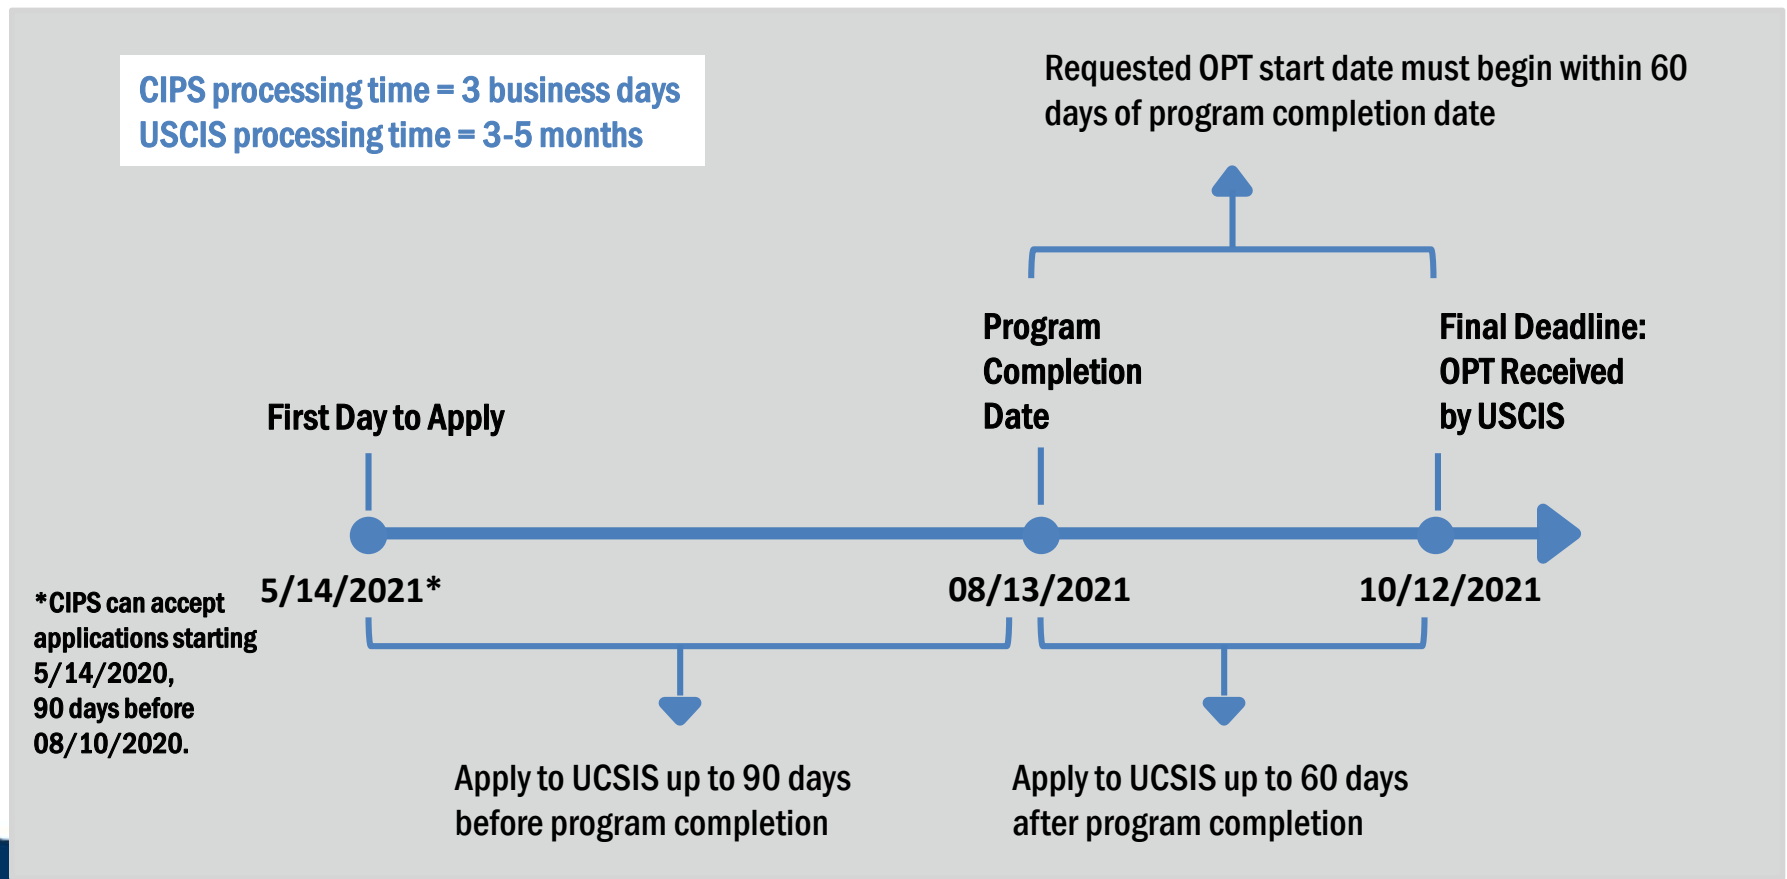 CIPS processing time = 3 business days
USCIS processing time = 3-5 months
Requested OPT start date must begin within 60
days of program completion date
First Day to Apply
Program
Completion
Date
Final Deadline:
OPT Received
by USCIS
5/14/2021*
08/13/2021
10/12/2021
*CIPS can accept
applications starting
5/14/2020,
90 days before
08/10/2020.
Apply to UCSIS up to 90 days
before program completion
Apply to UCSIS up to 60 days
after program completion